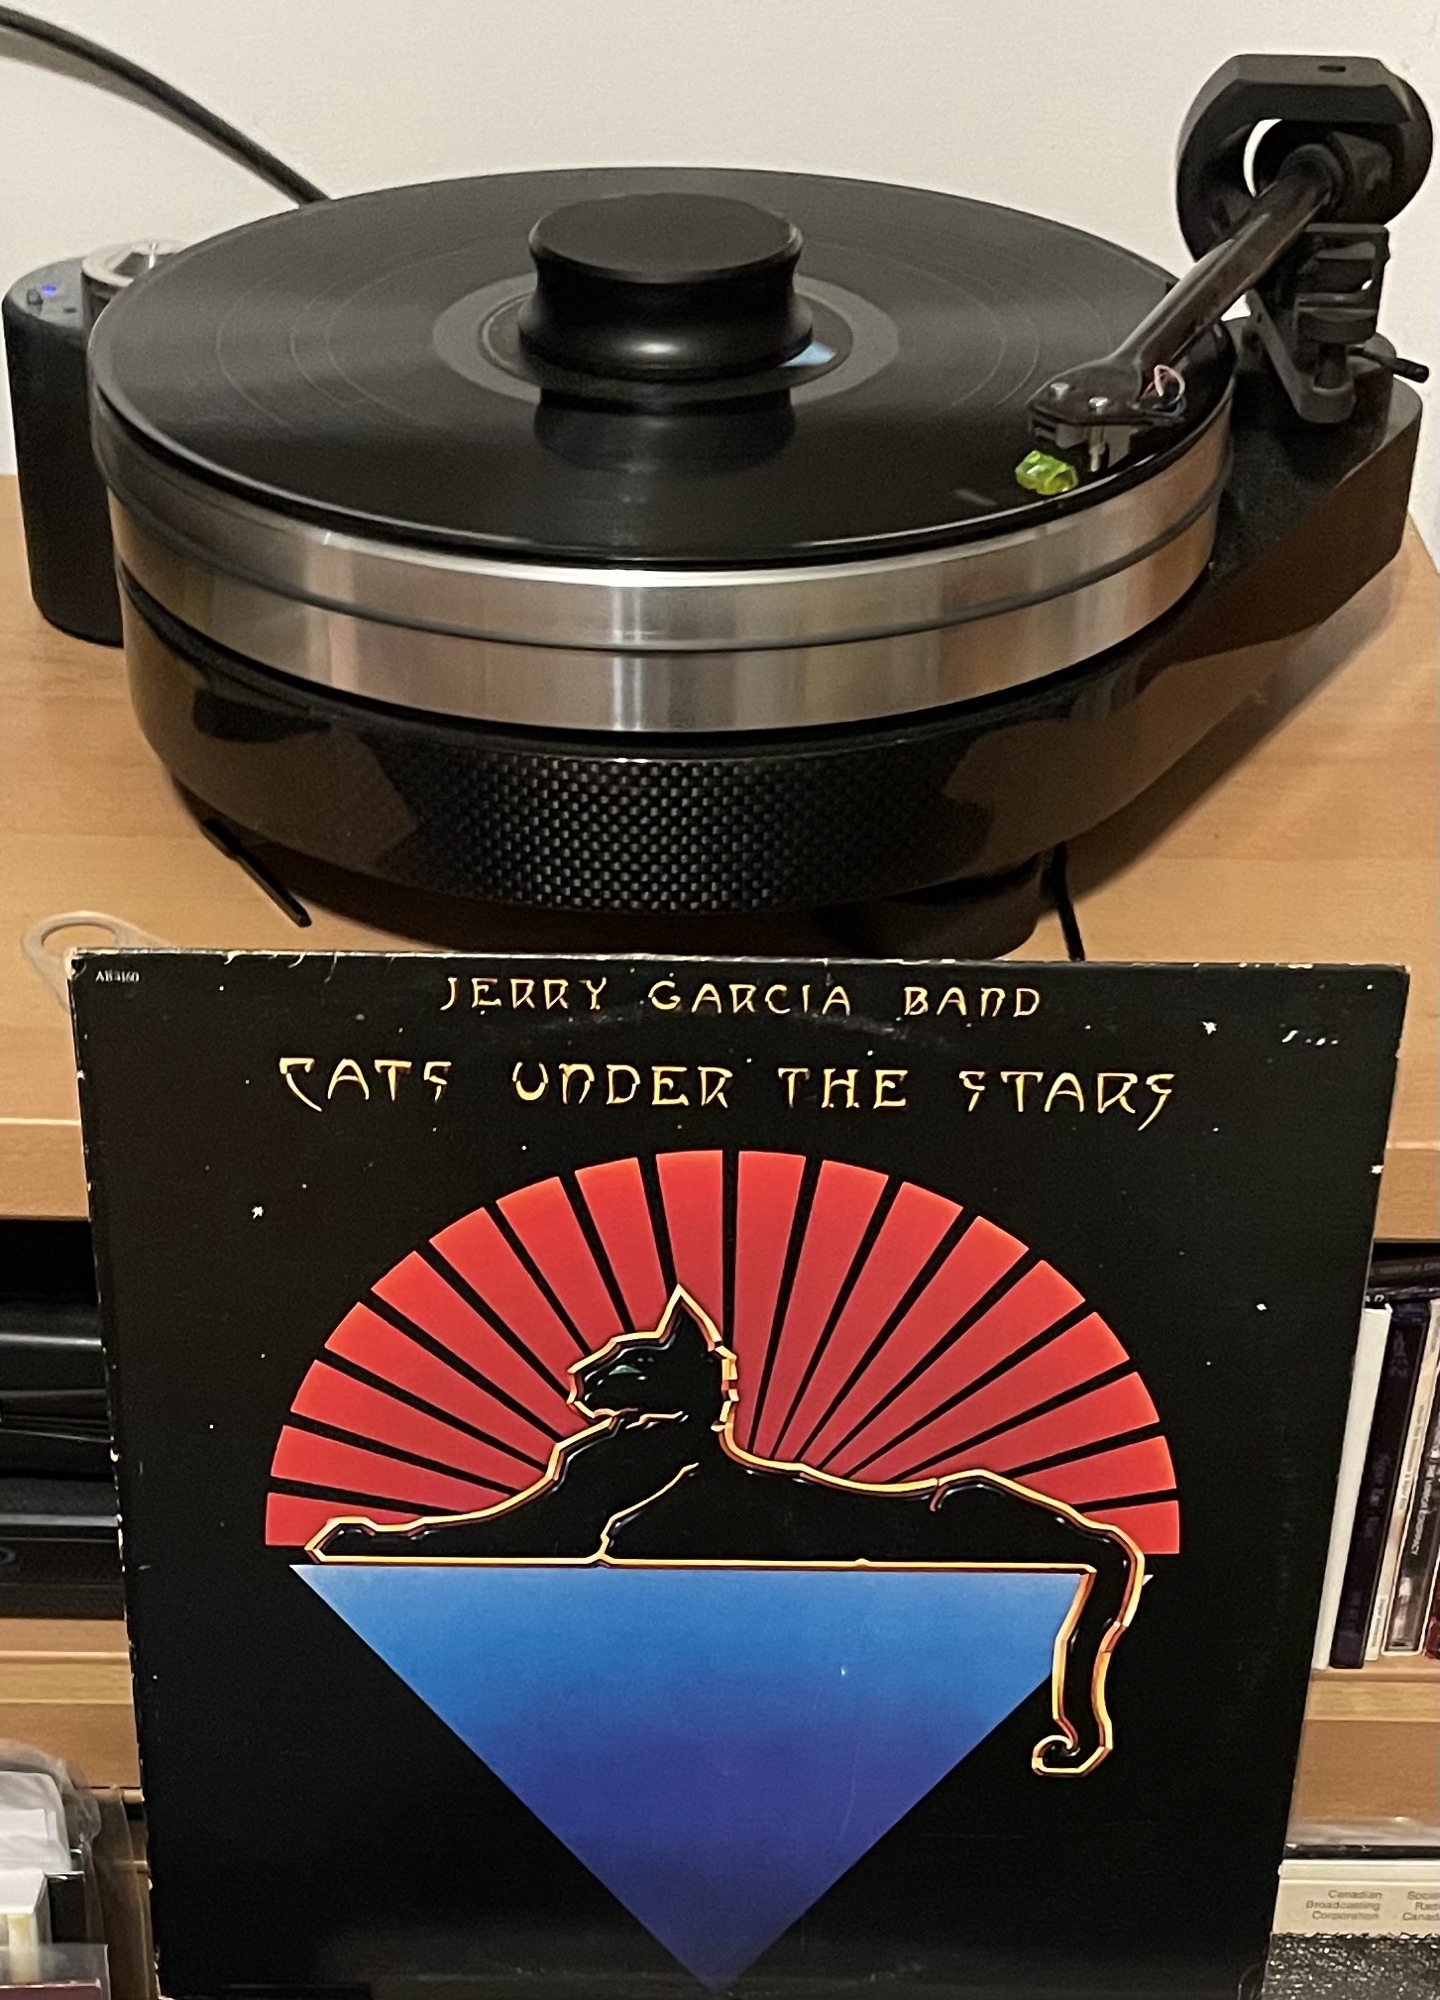 AB 4160
JERRY GARCIA BAND
CATS UNDER THE STARS
Canadian
Broadcasting
Corporation